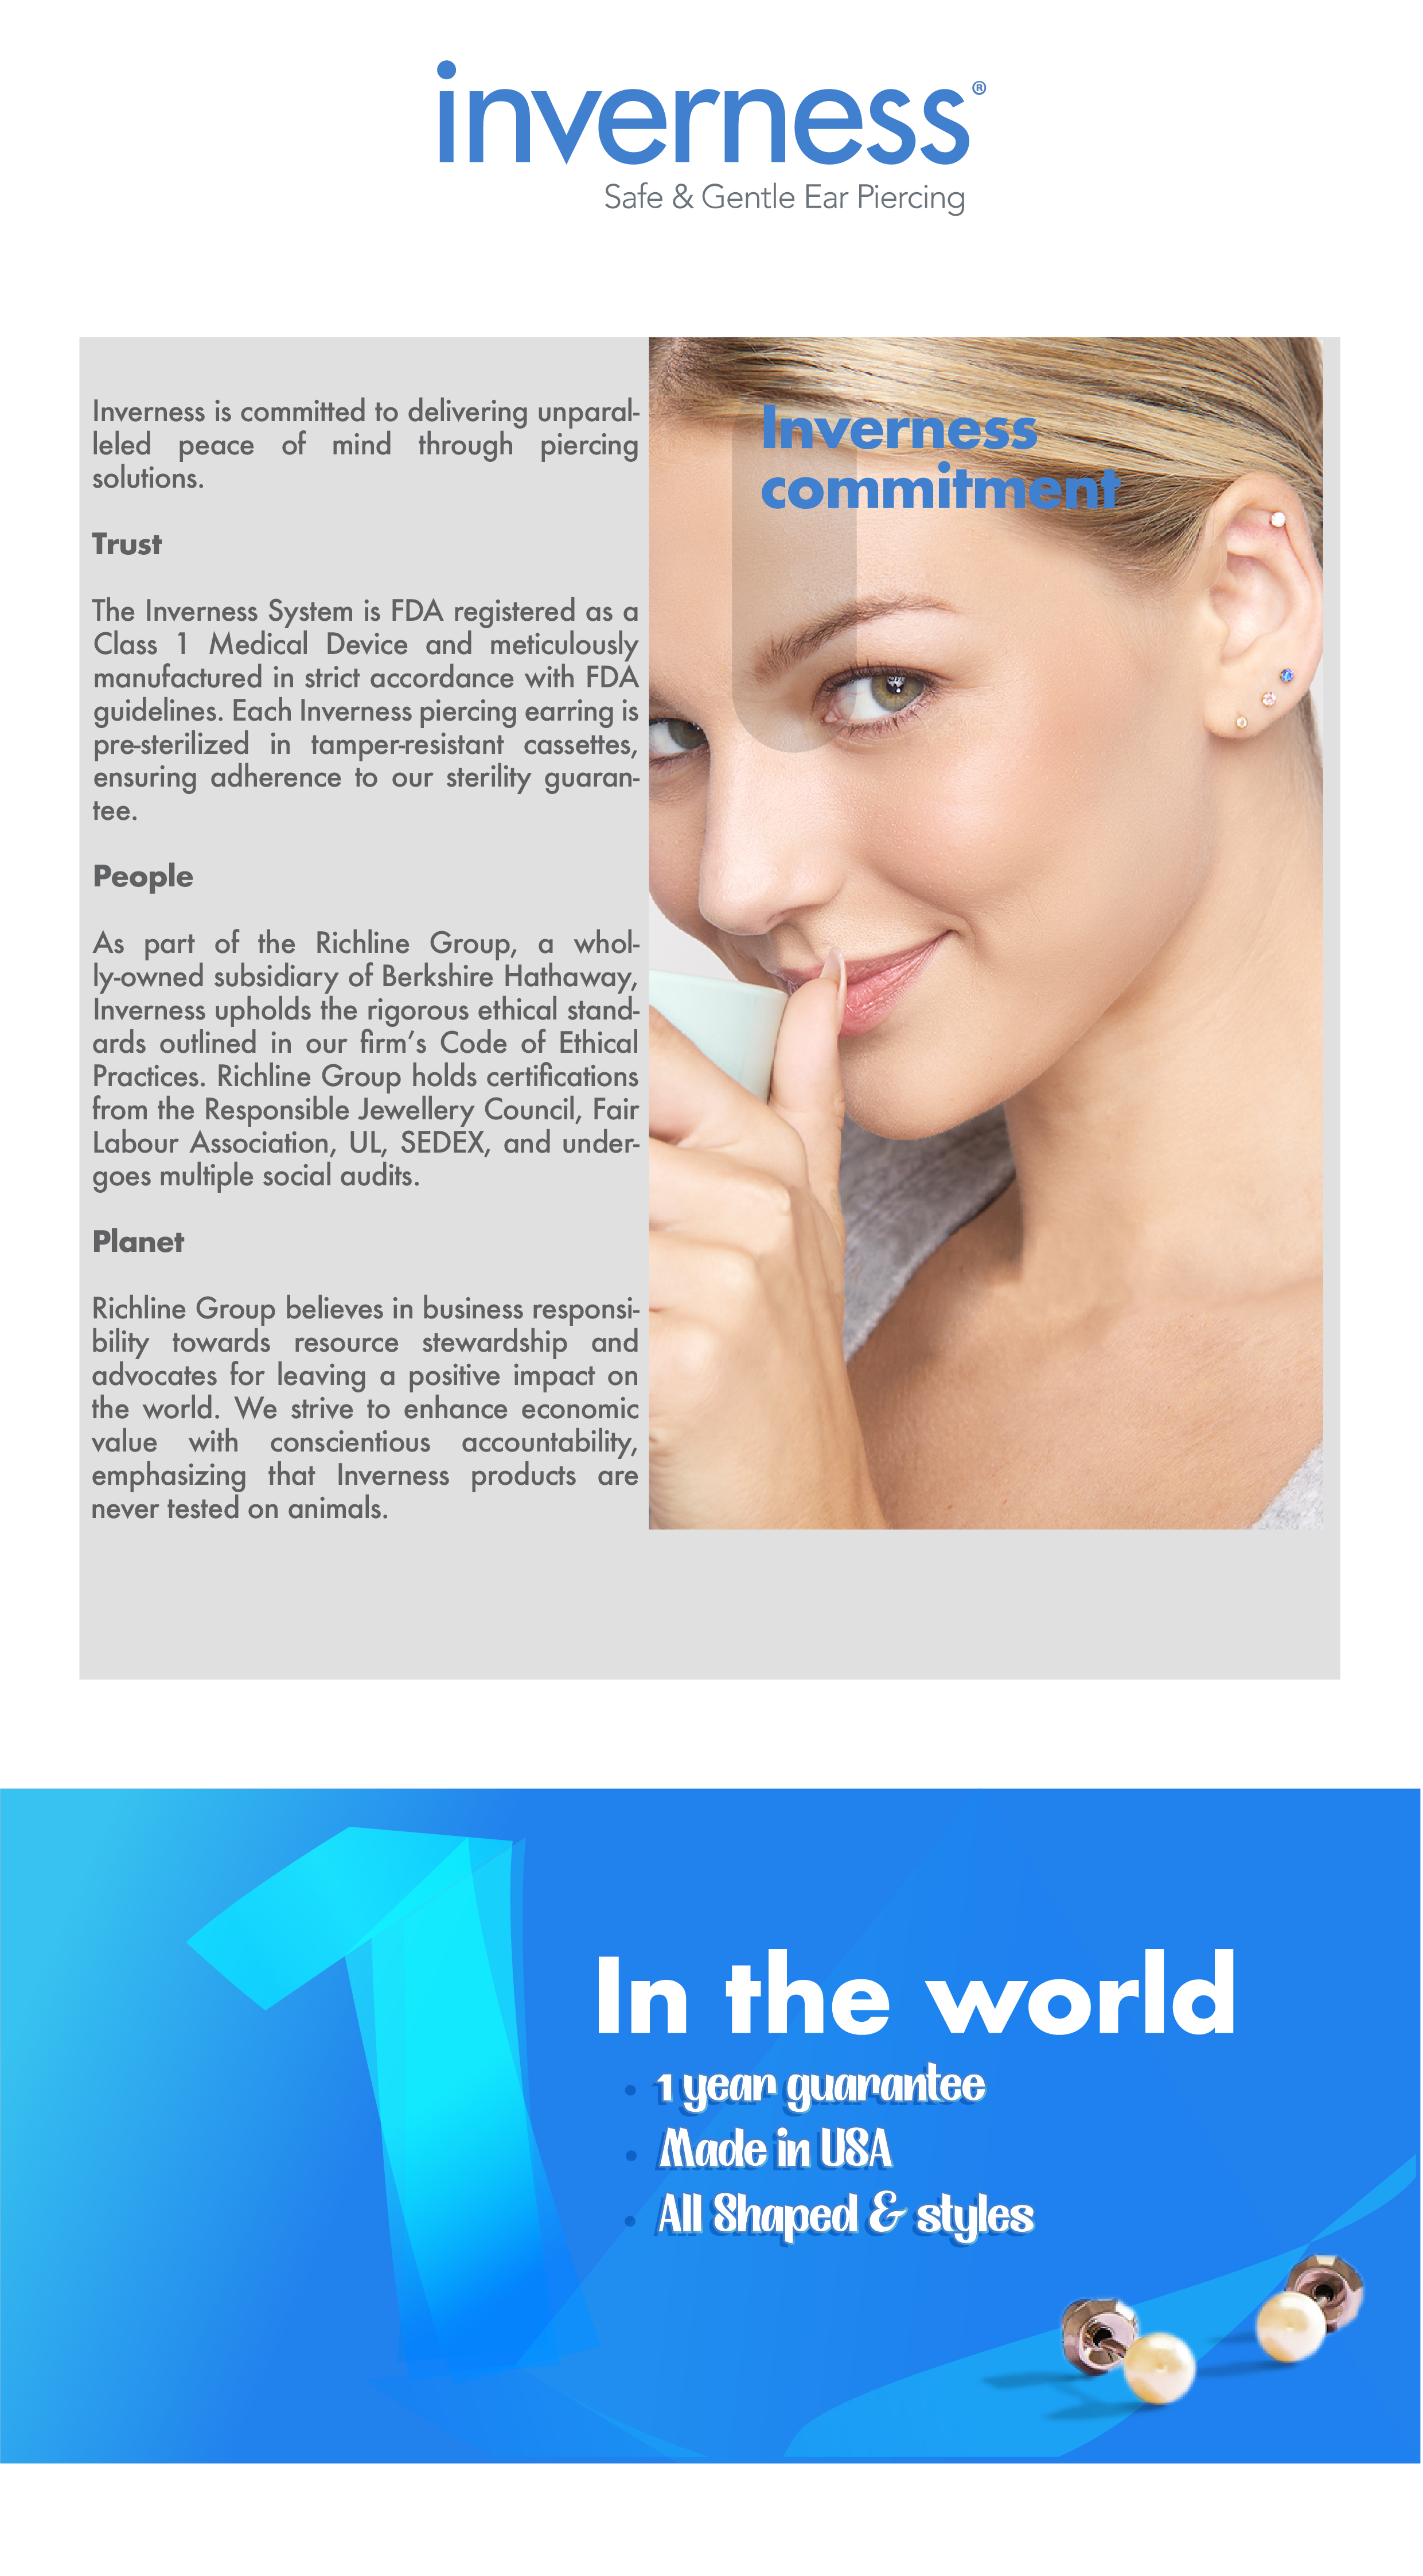 inverness®
Safe & Gentle Ear Piercing
Inverness is committed to delivering unparal-
leled peace of mind through piercing
solutions.
Trust
The Inverness System is FDA registered as a
Class 1 Medical Device and meticulously
manufactured in strict accordance with FDA
guidelines. Each Inverness piercing earring is
pre-sterilized in tamper-resistant cassettes,
ensuring adherence to our sterility guaran-
tee.
People
As part of the Richline Group, a whol-
ly-owned subsidiary of Berkshire Hathaway,
Inverness upholds the rigorous ethical stand-
ards outlined in our firm’s Code of Ethical
Practices. Richline Group holds certifications
from the Responsible Jewellery Council, Fair
Labour Association, UL, SEDEX, and under-
goes multiple social audits.
Planet
Richline Group believes in business responsi-
bility towards resource stewardship and
advocates for leaving a positive impact on
the world. We strive to enhance economic
value with conscientious accountability,
emphasizing that Inverness products are
never tested on animals.
Inverness
commitment
1
In the world
• 1 year guarantee
• Made in USA
• All Shaped & styles